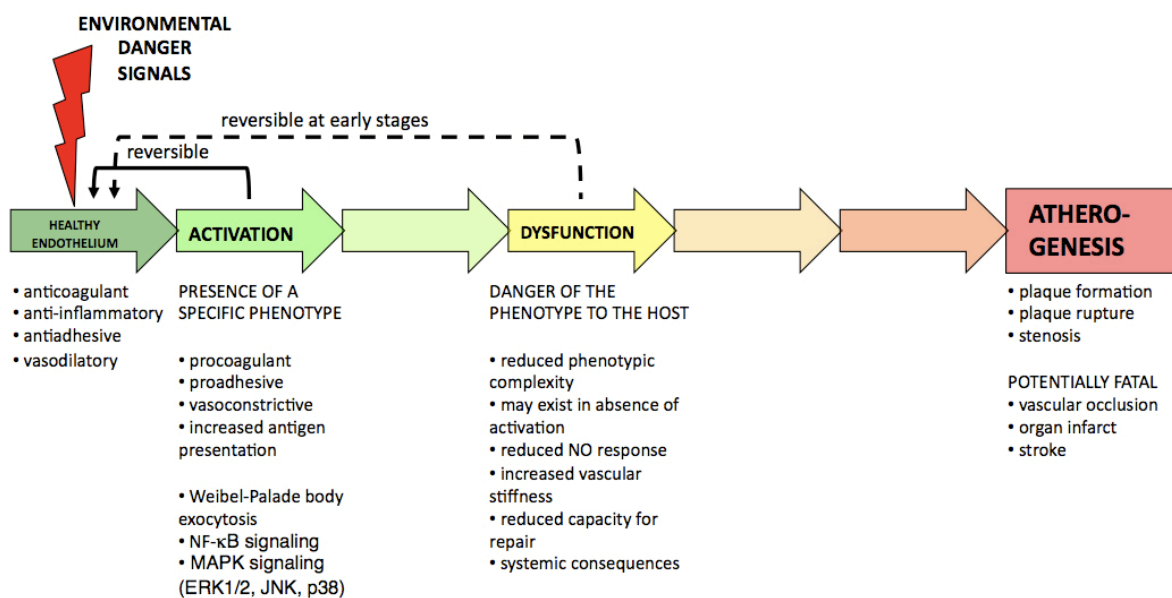 ENVIRONMENTAL
DANGER
SIGNALS
reversible at early stages
reversible
HEALTHY
ENDOTHELIUM
ACTIVATION
DYSFUNCTION
ATHERO-
GENESIS
• anticoagulant
• anti-inflammatory
• antiadhesive
• vasodilatory
PRESENCE OF A
SPECIFIC PHENOTYPE
• procoagulant
• proadhesive
• vasoconstrictive
• increased antigen
presentation
• Weibel-Palade body
exocytosis
• NF-κB signaling
• MAPK signaling
(ERK1/2, JNK, p38)
DANGER OF THE
PHENOTYPE TO THE HOST
• reduced phenotypic
complexity
• may exist in absence of
activation
• reduced NO response
• increased vascular
stiffness
• reduced capacity for
repair
• systemic consequences
• plaque formation
• plaque rupture
• stenosis
POTENTIALLY FATAL
• vascular occlusion
• organ infarct
• stroke